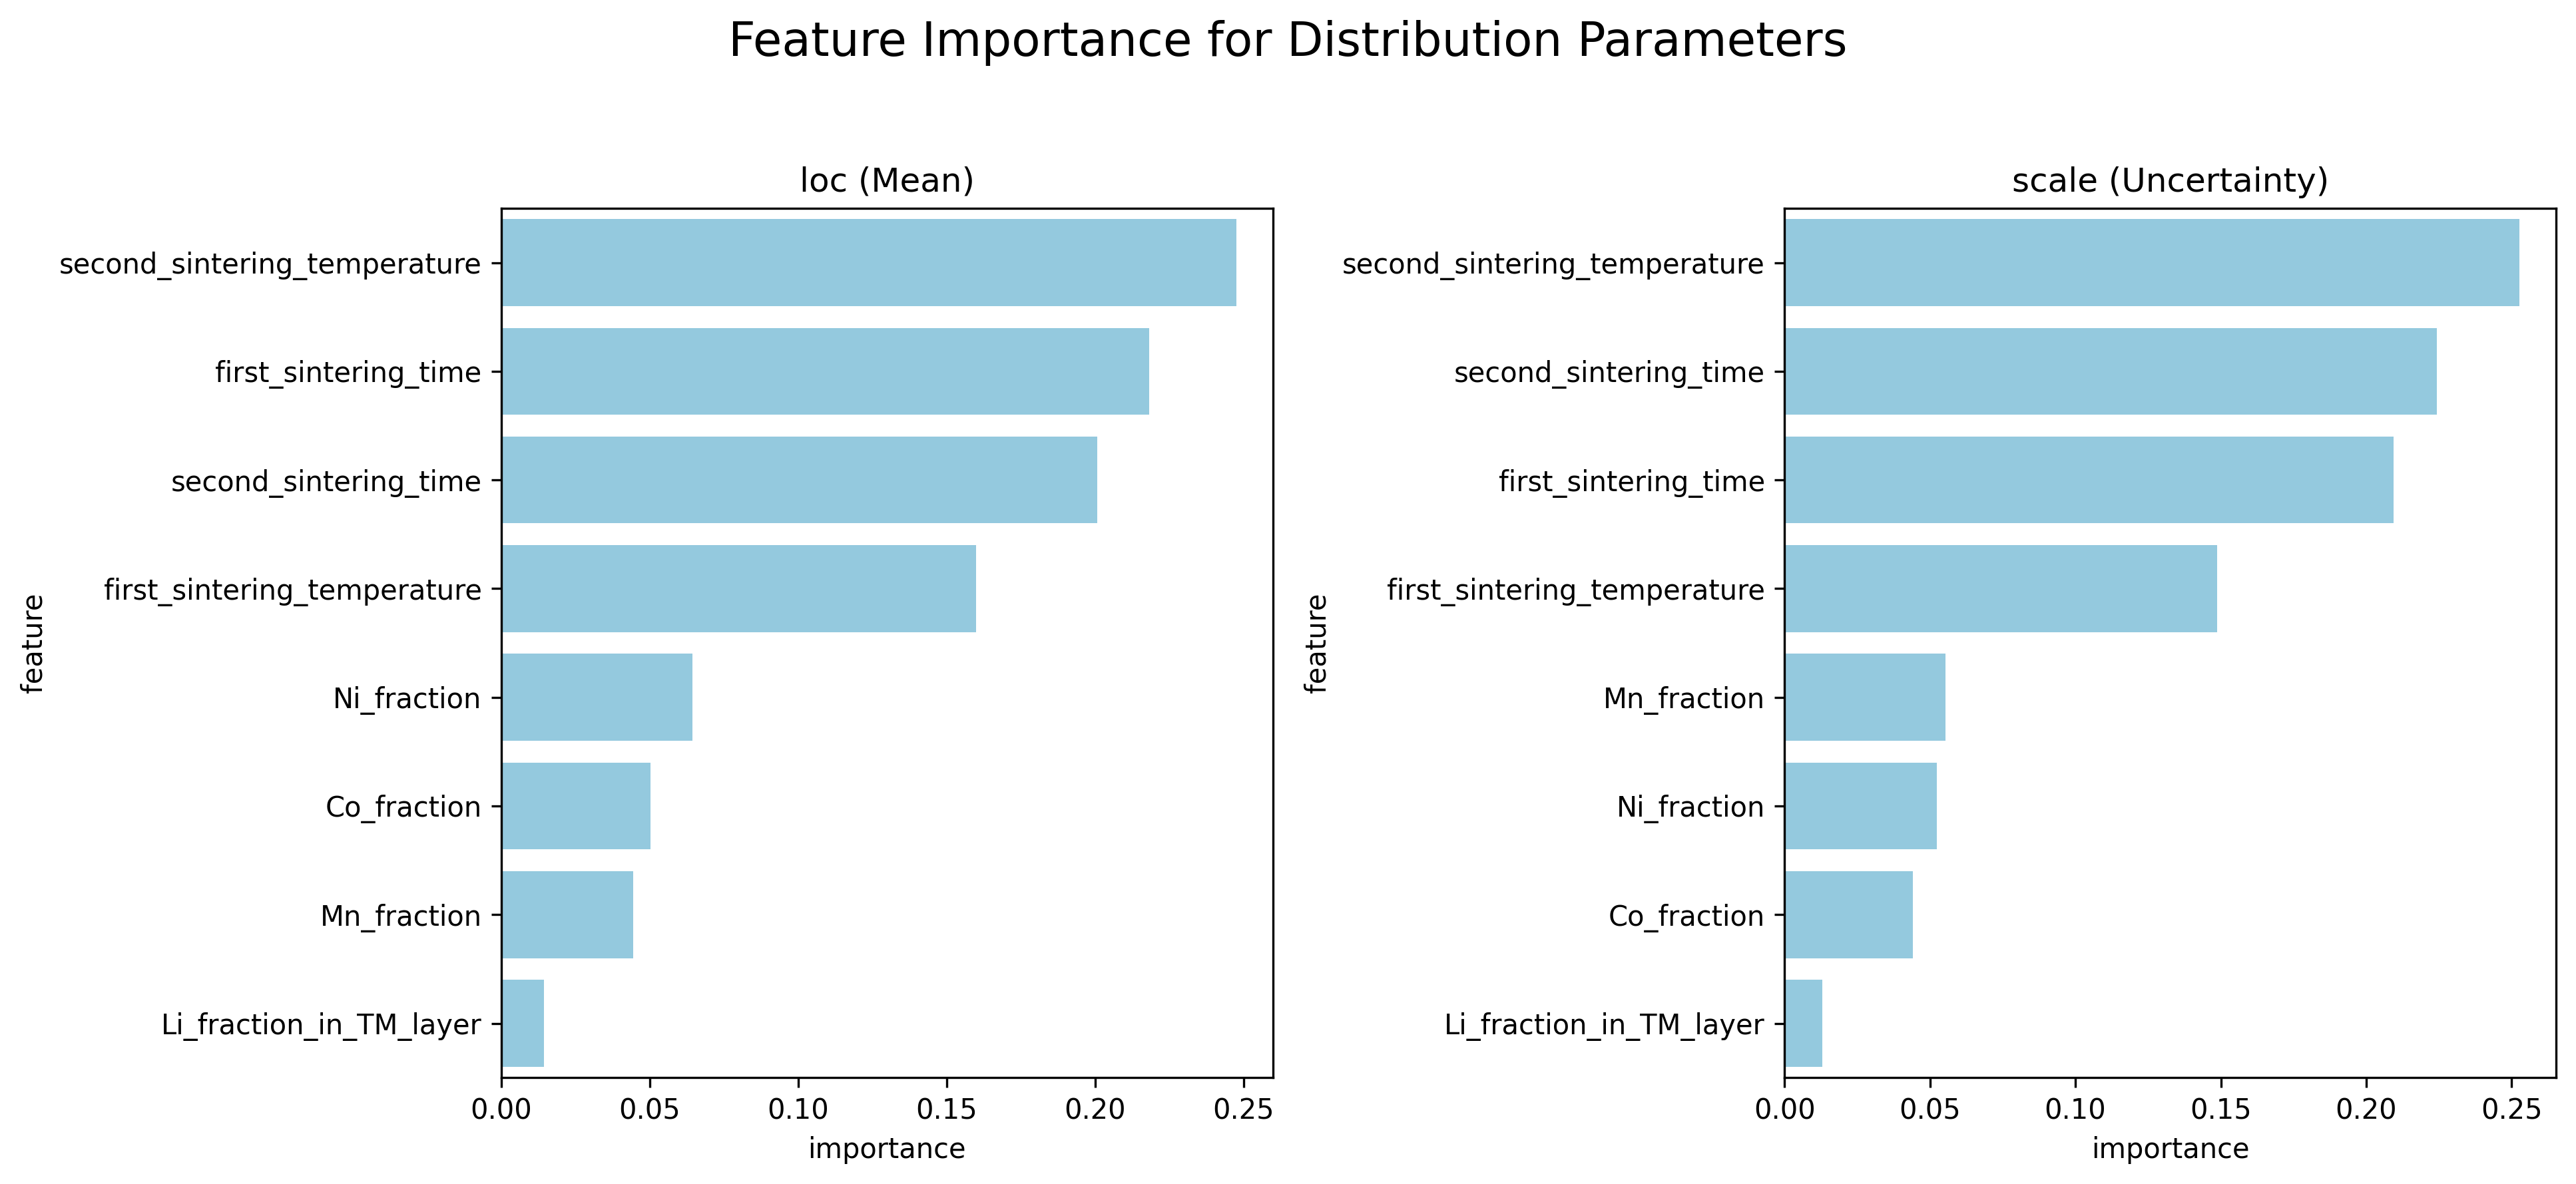 Feature Importance for Distribution Parameters
loc (Mean)
second_sintering_temperature
first_sintering_time
second_sintering_time
first_sintering_temperature
Ni_fraction
Co_fraction
Mn_fraction
Li_fraction_in_TM_layer
feature
0.00 0.05 0.10 0.15 0.20 0.25
importance
scale (Uncertainty)
second_sintering_temperature
second_sintering_time
first_sintering_time
first_sintering_temperature
Mn_fraction
Ni_fraction
Co_fraction
Li_fraction_in_TM_layer
feature
0.00 0.05 0.10 0.15 0.20 0.25
importance